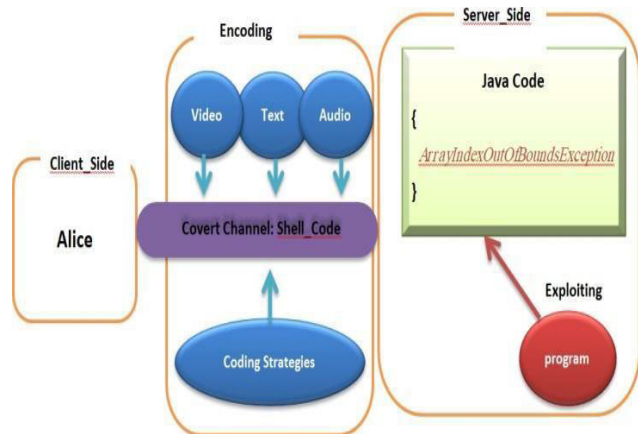 Client_Side
Alice
Encoding
Video
Text
Audio
Covert Channel: Shell_Code
Coding Strategies
Server_Side
Java Code
{
ArrayIndexOutOfBoundsException
}
Exploiting
program